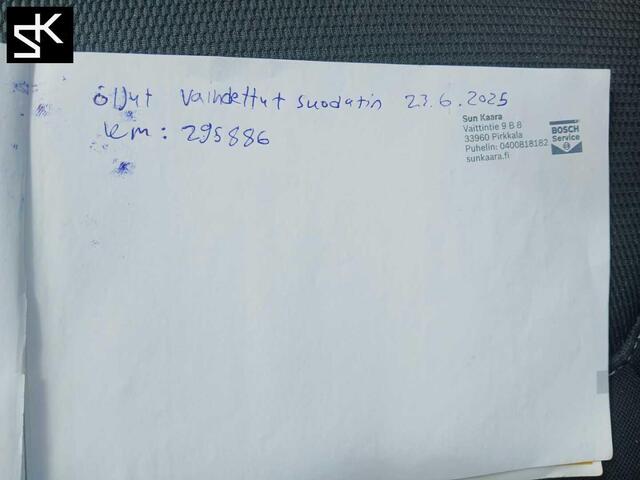 SK
öljyt vaihdettut suodatin 23.6.2025
km: 295886
Sun Kaara
Vaittintie 9 B 8
33960 Pirkkala
Puhelin: 0400818182
sunkaara.fi
BOSCH
Service